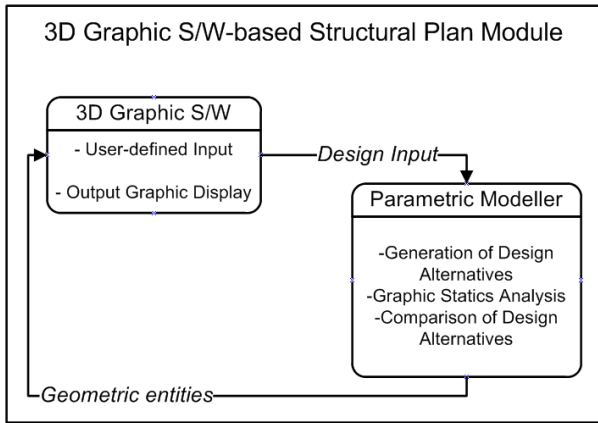 3D Graphic S/W-based Structural Plan Module
3D Graphic S/W
- User-defined Input
- Output Graphic Display
Design Input
Parametric Modeller
-Generation of Design
Alternatives
-Graphic Statics Analysis
-Comparison of Design
Alternatives
Geometric entities